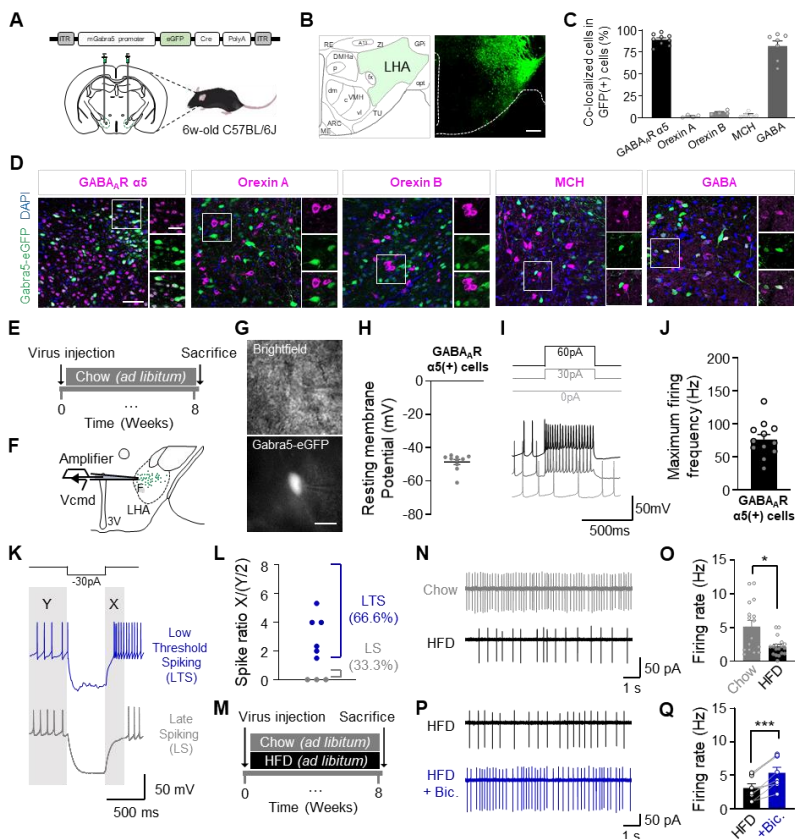 A
ITR
mGabra5 promoter
eGFP
Cre
PolyA
ITR
6w-old C57BL/6J
B
RE
A13
ZI
GPi
DMHa
LHA
p
fx
opt
dm
c
VMH
vl
TU
ARC
ME
C
Co-localized cells in
GFP(+) cells (%)
100
75
50
25
0
GABAAR α5
Orexin A
Orexin B
MCH
GABA
D
Gabra5-eGFP DAPI
GABAAR α5
Orexin A
Orexin B
MCH
GABA
E
Virus injection
Sacrifice
Chow (ad libitum)
0
...
8
Time (Weeks)
F
Amplifier
Vcmd
F
LHA
3V
G
Brightfield
Gabra5-eGFP
H
GABAAR
α5(+) cells
Resting membrane
Potential (mV)
0
-20
-40
-60
-80
I
60pA
30pA
0pA
50mV
500ms
J
Maximum firing
frequency (Hz)
200
150
100
50
0
GABAAR
α5(+) cells
K
-30pA
Y
X
Low
Threshold
Spiking
(LTS)
Late
Spiking
(LS)
50 mV
500 ms
L
Spike ratio X/(Y/2)
8
6
4
2
0
LTS
(66.6%)
LS
(33.3%)
M
Virus injection
Sacrifice
Chow (ad libitum)
HFD (ad libitum)
0
...
8
Time (Weeks)
N
Chow
HFD
50 pA
1 s
O
Firing rate (Hz)
15
10
5
0
*
Chow
HFD
P
HFD
HFD
+ Bic.
50 pA
1 s
Q
Firing rate (Hz)
15
10
5
0
***
HFD
+Bic.